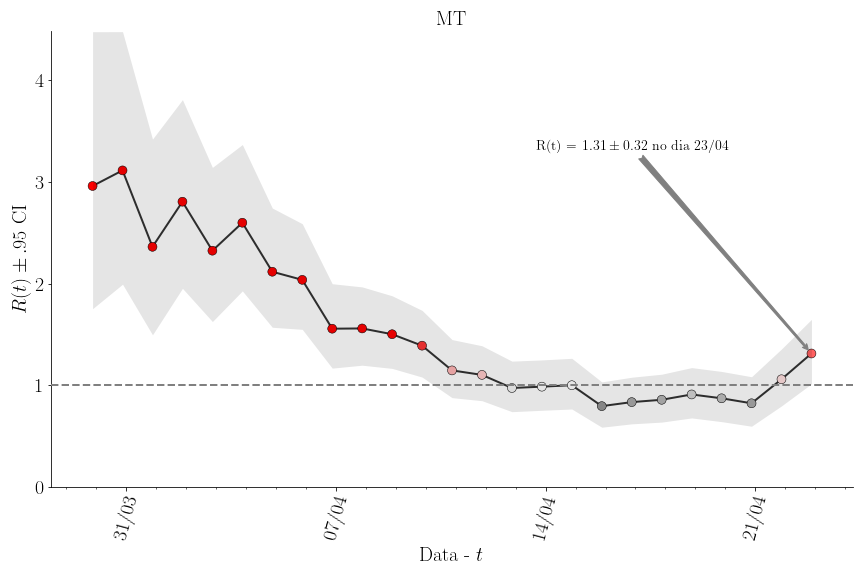 MT
R(t) = 1.31 ± 0.32 no dia 23/04
R(t) ± .95 CI
4
3
2
1
0
31/03
07/04
14/04
21/04
Data - t